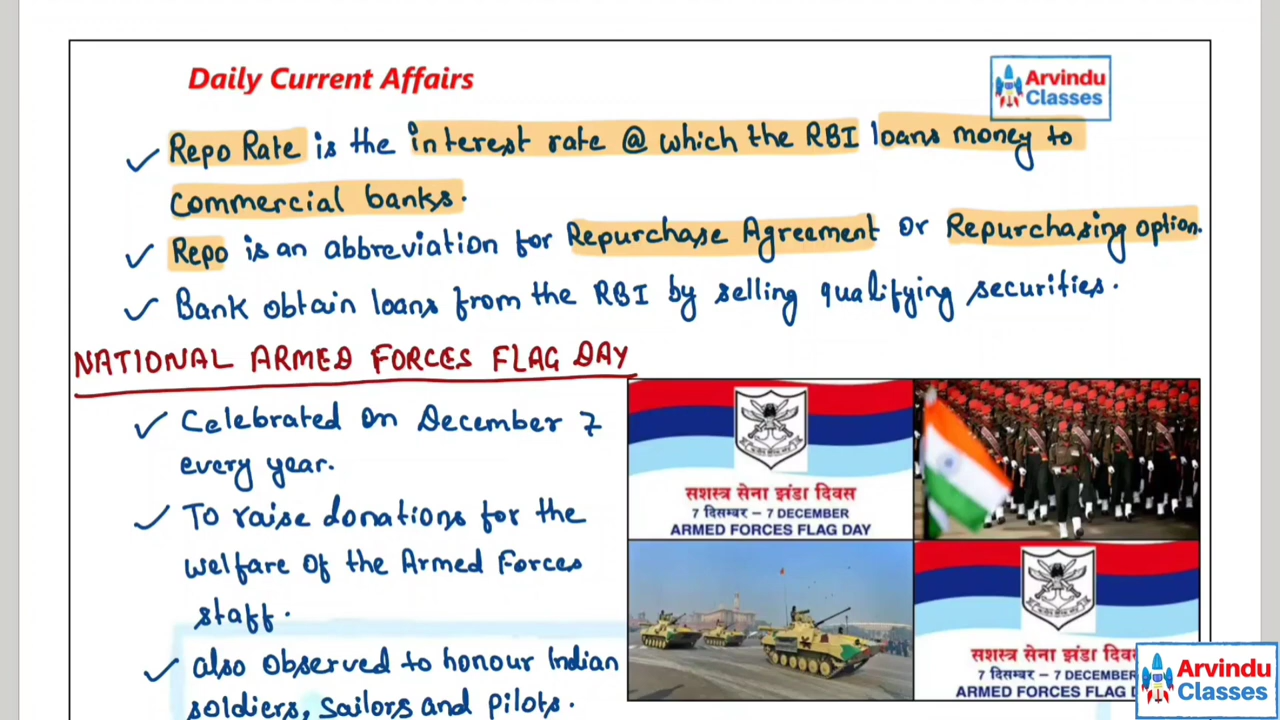 Daily Current Affairs
Arvindu
Classes
Repo Rate is the interest rate @ which the RBI loans money to
commercial banks.
Repo is an abbreviation for Repurchase Agreement or Repurchasing option.
Bank obtain loans from the RBI by selling qualifying securities.
NATIONAL ARMED FORCES FLAG DAY
Celebrated on December 7
every year.
To raise donations for the
welfare of the Armed Forces
staff.
also observed to honour Indian
soldiers, sailors and pilots.
सशस्त्र सेना झंडा दिवस
7 दिसम्बर – 7 DECEMBER
ARMED FORCES FLAG DAY
सशस्त्र सेना झंडा
7 दिसम्बर – 7 DECEMBER
ARMED FORCES FLAG
Arvindu
Classes